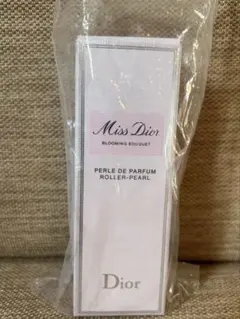 Miss Dior
BLOOMING BOUQUET
PERLE DE PARFUM
ROLLER-PEARL
Dior